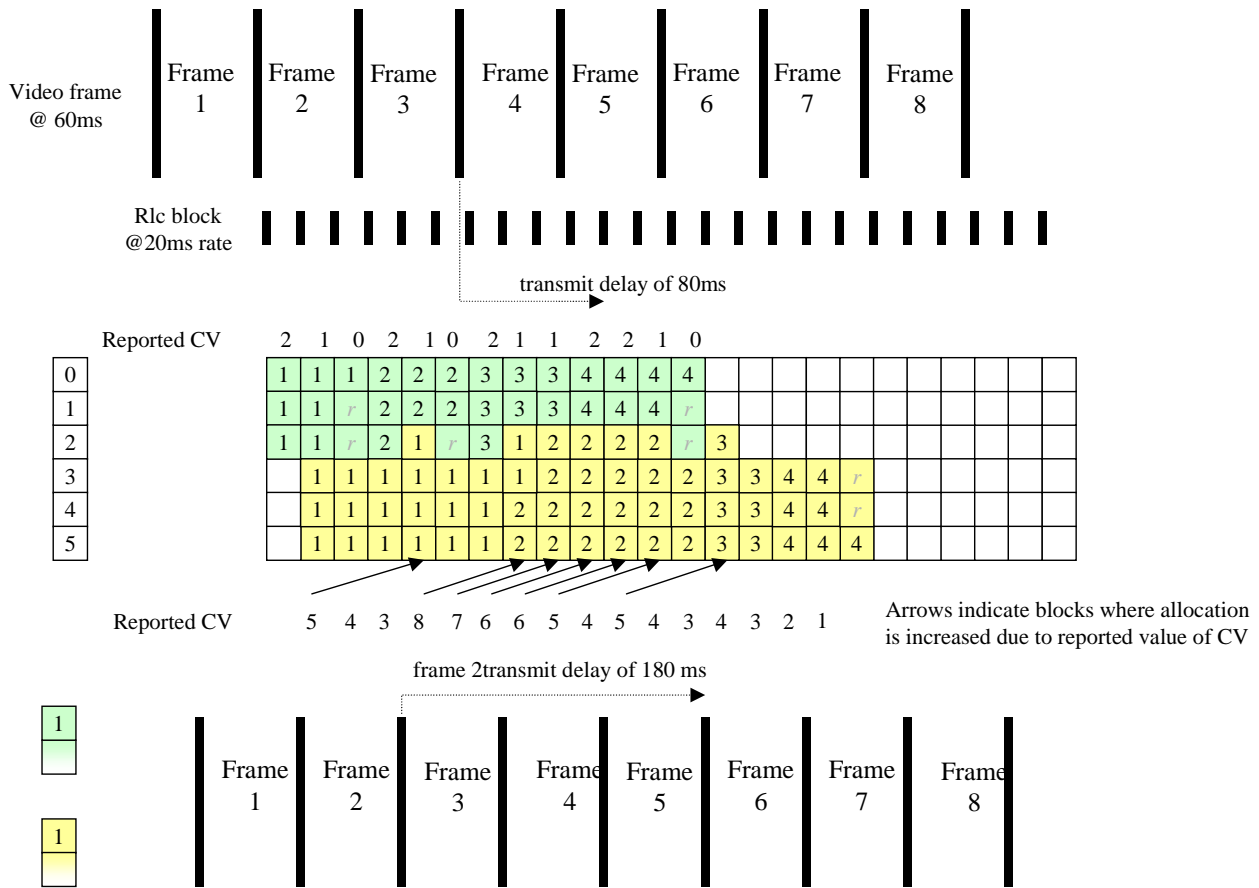 Video frame
@ 60ms
Frame 1
Frame 2
Frame 3
Frame 4
Frame 5
Frame 6
Frame 7
Frame 8
Rlc block
@20ms rate
transmit delay of 80ms
Reported CV 2 1 0 2 1 0 2 1 1 2 2 1 0
0 1 1 1 2 2 2 3 3 3 4 4 4 4
1 1 1 r 2 2 2 3 3 3 4 4 4 r
2 1 1 r 2 1 r 3 1 2 2 2 2 r 3
3 1 1 1 1 1 1 1 2 2 2 2 2 3 3 4 4 r
4 1 1 1 1 1 1 2 2 2 2 2 2 3 3 4 4 r
5 1 1 1 1 1 1 2 2 2 2 2 2 3 3 4 4 4
Reported CV 5 4 3 8 7 6 6 5 4 5 4 3 4 3 2 1
Arrows indicate blocks where allocation
is increased due to reported value of CV
frame 2transmit delay of 180 ms
1
1
Frame 1
Frame 2
Frame 3
Frame 4
Frame 5
Frame 6
Frame 7
Frame 8